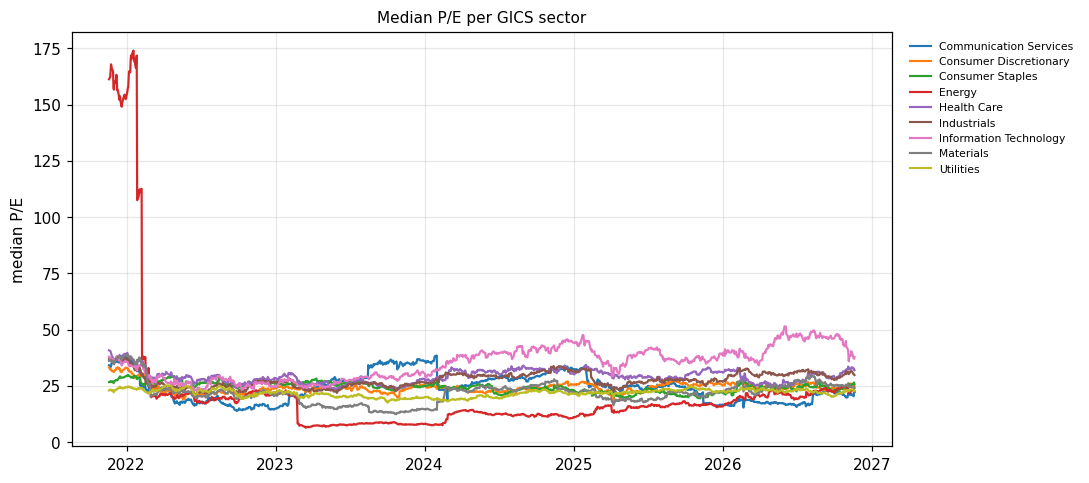 Median P/E per GICS sector
median P/E
175
150
125
100
75
50
25
0
2022
2023
2024
2025
2026
2027
Communication Services
Consumer Discretionary
Consumer Staples
Energy
Health Care
Industrials
Information Technology
Materials
Utilities